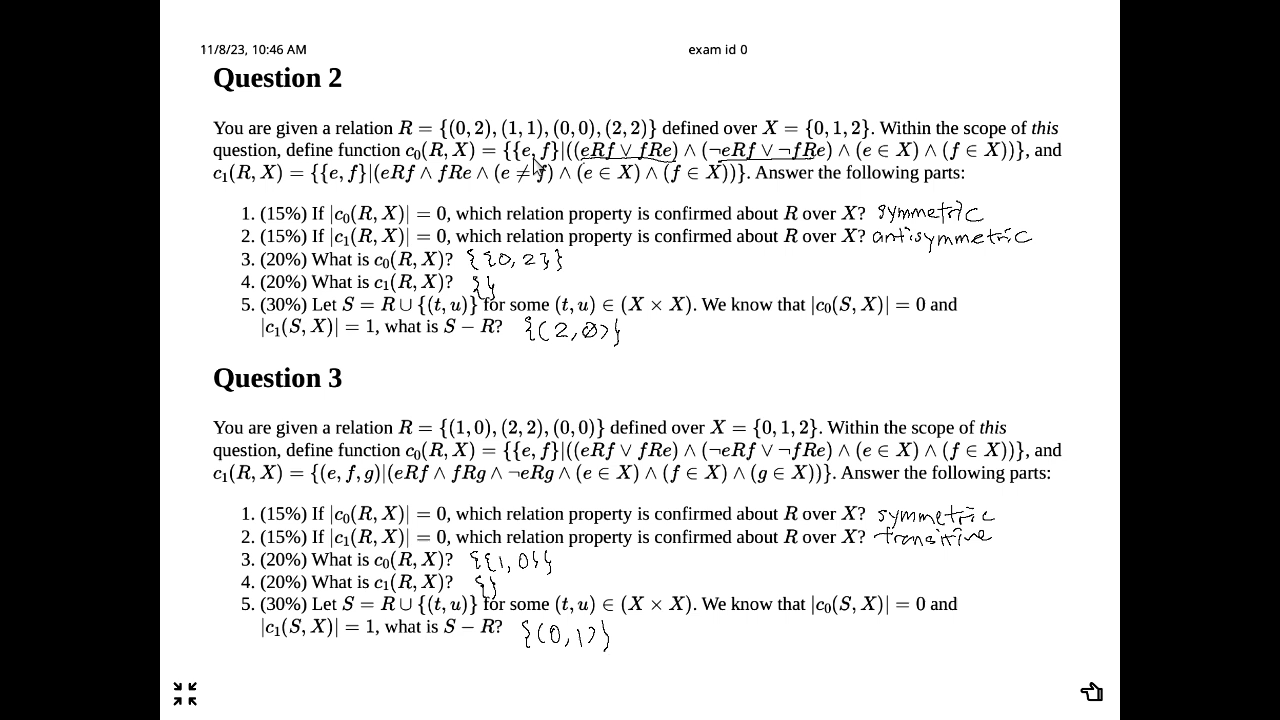 11/8/23, 10:46 AM exam id 0
Question 2
You are given a relation R = {(0, 2), (1, 1), (0, 0), (2, 2)} defined over X = {0, 1, 2}. Within the scope of this
question, define function c₀(R, X) = {{e, f}|((eRf ∨ fRe) ∧ (¬eRf ∨ ¬fRe) ∧ (e ∈ X) ∧ (f ∈ X))}, and
c₁(R, X) = {{e, f}|(eRf ∧ fRe ∧ (e ≠ f) ∧ (e ∈ X) ∧ (f ∈ X))}. Answer the following parts:
1. (15%) If |c₀(R, X)| = 0, which relation property is confirmed about R over X? symmetric
2. (15%) If |c₁(R, X)| = 0, which relation property is confirmed about R over X? antisymmetric
3. (20%) What is c₀(R, X)? {{0, 2}}
4. (20%) What is c₁(R, X)? {}
5. (30%) Let S = R ∪ {(t, u)} for some (t, u) ∈ (X × X). We know that |c₀(S, X)| = 0 and
|c₁(S, X)| = 1, what is S − R? {(2, 0)}
Question 3
You are given a relation R = {(1, 0), (2, 2), (0, 0)} defined over X = {0, 1, 2}. Within the scope of this
question, define function c₀(R, X) = {{e, f}|((eRf ∨ fRe) ∧ (¬eRf ∨ ¬fRe) ∧ (e ∈ X) ∧ (f ∈ X))}, and
c₁(R, X) = {(e, f, g)|(eRf ∧ fRg ∧ ¬eRg ∧ (e ∈ X) ∧ (f ∈ X) ∧ (g ∈ X))}. Answer the following parts:
1. (15%) If |c₀(R, X)| = 0, which relation property is confirmed about R over X? symmetric
2. (15%) If |c₁(R, X)| = 0, which relation property is confirmed about R over X? transitive
3. (20%) What is c₀(R, X)? {{1, 0}}
4. (20%) What is c₁(R, X)? {}
5. (30%) Let S = R ∪ {(t, u)} for some (t, u) ∈ (X × X). We know that |c₀(S, X)| = 0 and
|c₁(S, X)| = 1, what is S − R? {(0, 1)}